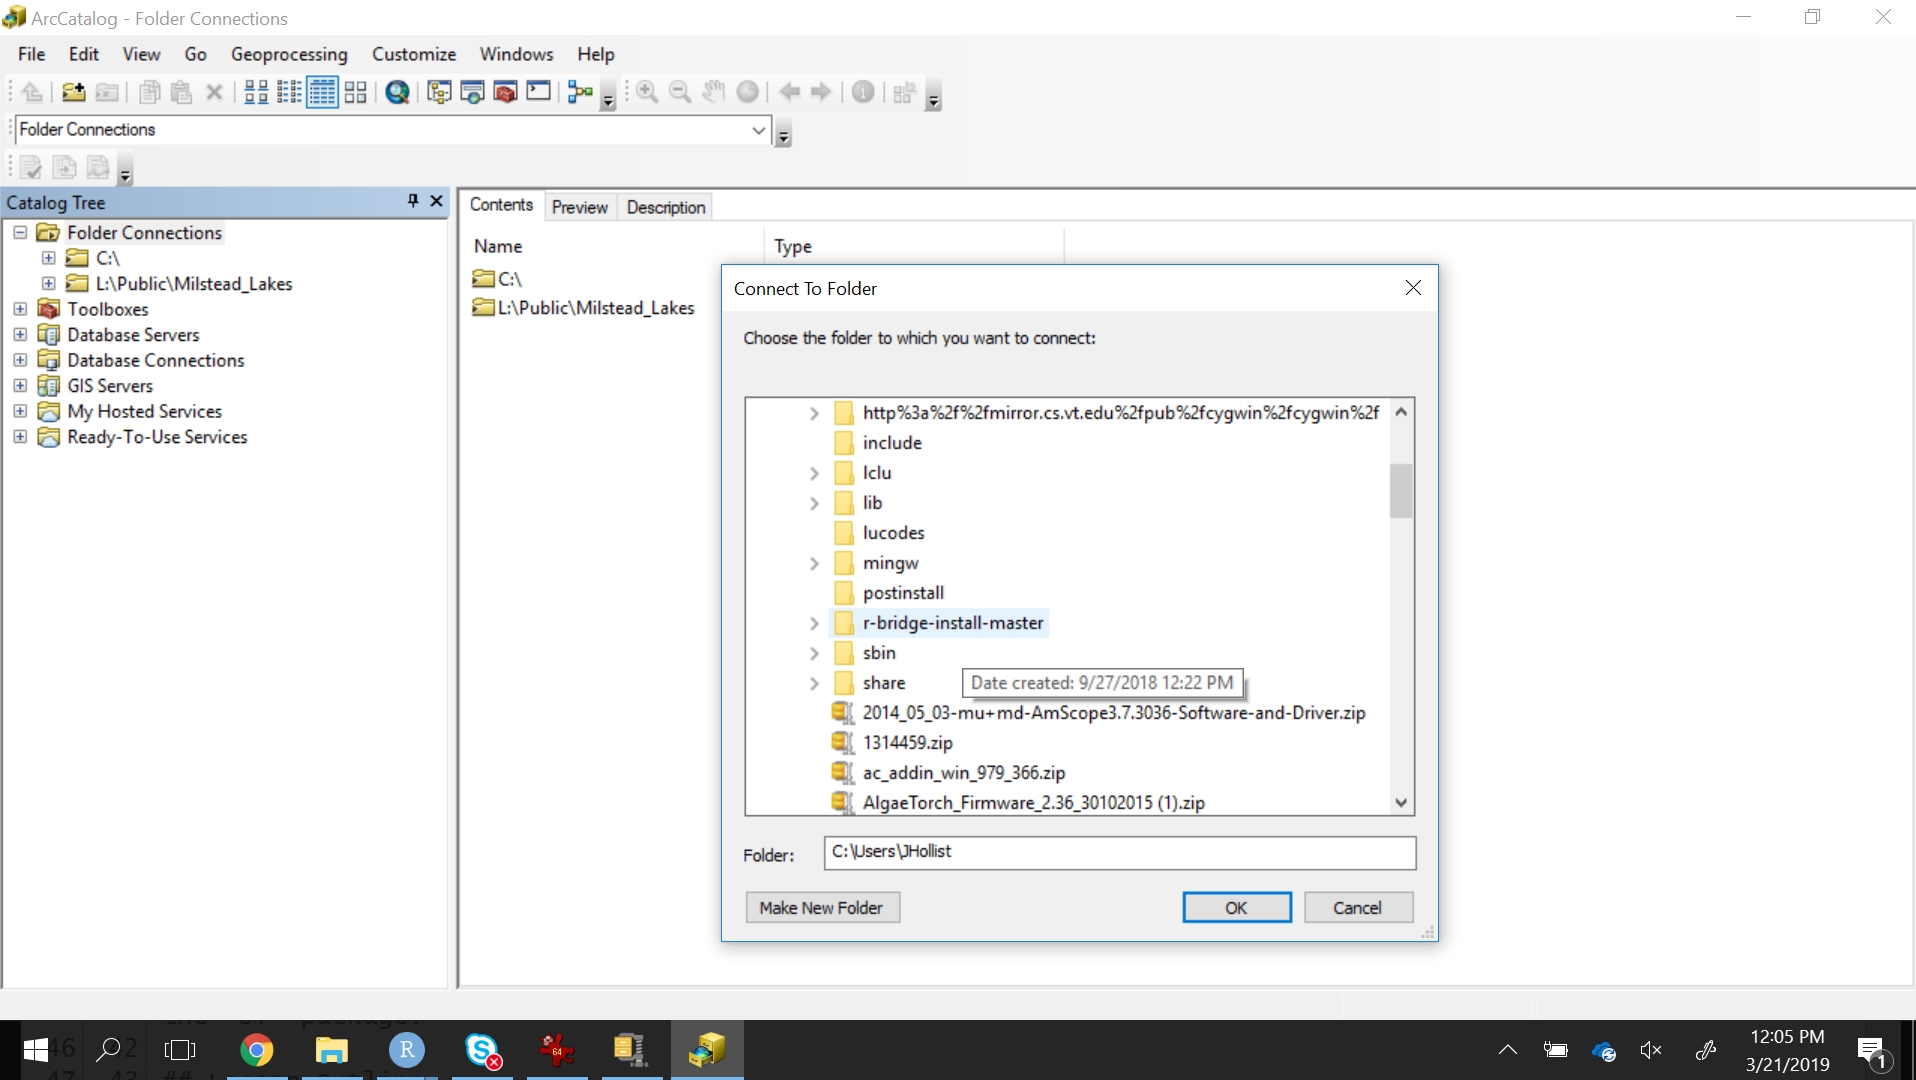 ArcCatalog - Folder Connections
File Edit View Go Geoprocessing Customize Windows Help
Folder Connections
Catalog Tree
Folder Connections
C:\
L:\Public\Milstead_Lakes
Toolboxes
Database Servers
Database Connections
GIS Servers
My Hosted Services
Ready-To-Use Services
Contents Preview Description
Name Type
C:\
L:\Public\Milstead_Lakes
Connect To Folder
Choose the folder to which you want to connect:
http%3a%2f%2fmirror.cs.vt.edu%2fpub%2fcygwin%2fcygwin%2f
include
lclu
lib
lucodes
mingw
postinstall
r-bridge-install-master
sbin
share
Date created: 9/27/2018 12:22 PM
2014_05_03-mu+md-AmScope3.7.3036-Software-and-Driver.zip
1314459.zip
ac_addin_win_979_366.zip
AlgaeTorch_Firmware_2.36_30102015 (1).zip
Folder: C:\Users\JHollist
Make New Folder OK Cancel
R
S
64
12:05 PM
3/21/2019
1